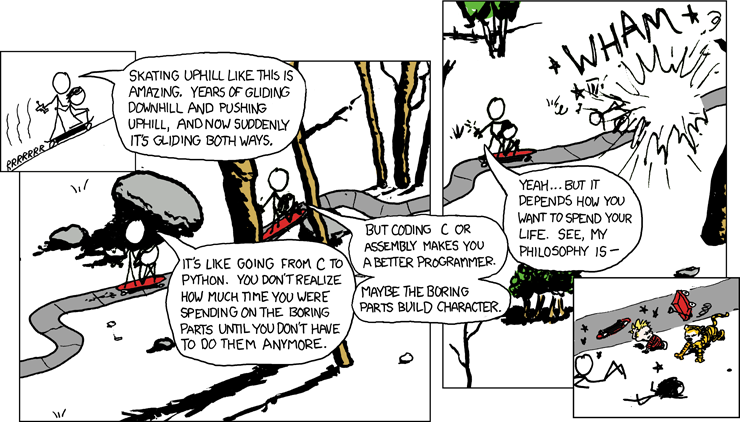 SKATING UPHILL LIKE THIS IS
AMAZING. YEARS OF GLIDING
DOWNHILL AND PUSHING
UPHILL, AND NOW SUDDENLY
IT'S GLIDING BOTH WAYS.
RRRRRRR
IT'S LIKE GOING FROM C TO
PYTHON. YOU DON'T REALIZE
HOW MUCH TIME YOU WERE
SPENDING ON THE BORING
PARTS UNTIL YOU DON'T HAVE
TO DO THEM ANYMORE.
BUT CODING C OR
ASSEMBLY MAKES YOU
A BETTER PROGRAMMER.
MAYBE THE BORING
PARTS BUILD CHARACTER.
YEAH... BUT IT
DEPENDS HOW YOU
WANT TO SPEND YOUR
LIFE. SEE, MY
PHILOSOPHY IS—
WHAM